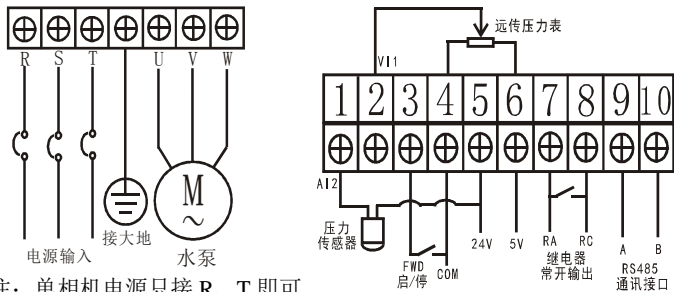 R S T U V W
M
~
电源输入
接大地
水泵
注：单相机电源只接 R、T 即可
远传压力表
VI1
1 2 3 4 5 6 7 8 9 10
AI2
压力
传感器
FWD
启/停
COM
24V
5V
RA
RC
继电器
常开输出
A
B
RS485
通讯接口